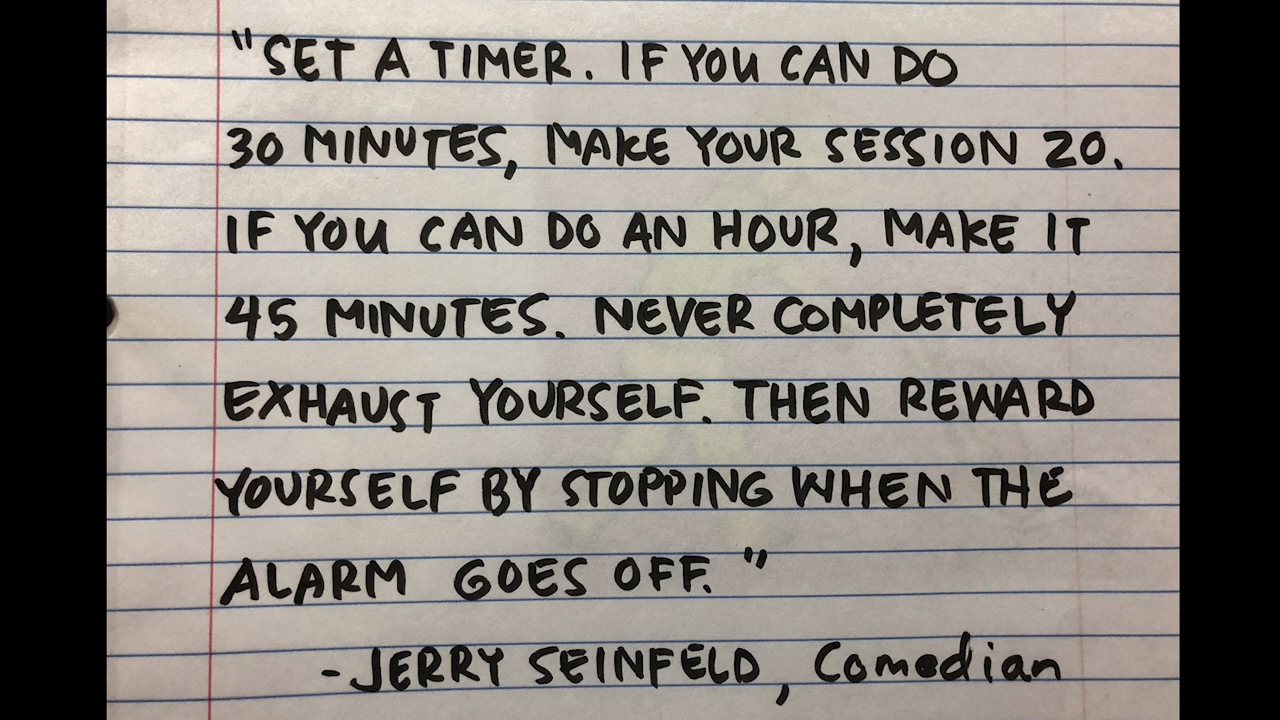 "SET A TIMER. IF YOU CAN DO
30 MINUTES, MAKE YOUR SESSION 20.
IF YOU CAN DO AN HOUR, MAKE IT
45 MINUTES. NEVER COMPLETELY
EXHAUST YOURSELF. THEN REWARD
YOURSELF BY STOPPING WHEN THE
ALARM GOES OFF."
-JERRY SEINFELD, Comedian